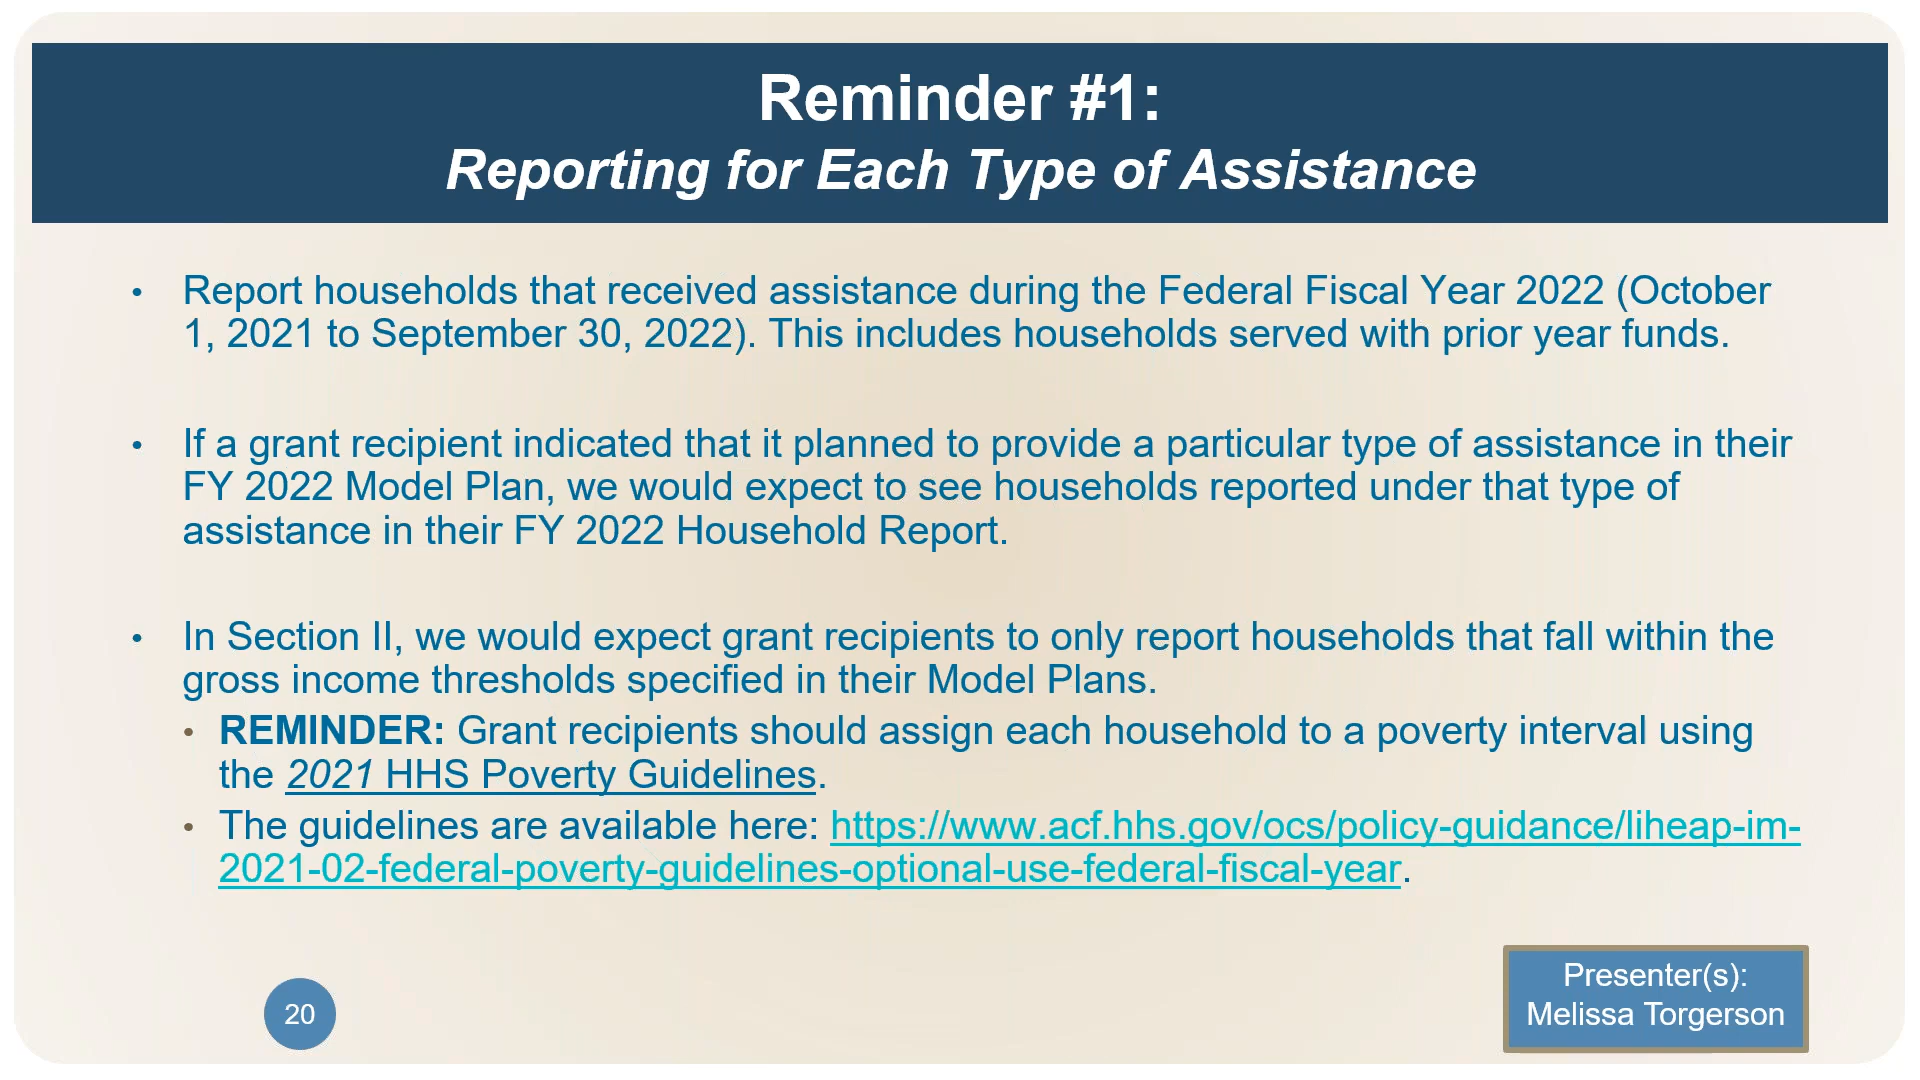 Reminder #1:
Reporting for Each Type of Assistance
• Report households that received assistance during the Federal Fiscal Year 2022 (October
1, 2021 to September 30, 2022). This includes households served with prior year funds.
• If a grant recipient indicated that it planned to provide a particular type of assistance in their
FY 2022 Model Plan, we would expect to see households reported under that type of
assistance in their FY 2022 Household Report.
• In Section II, we would expect grant recipients to only report households that fall within the
gross income thresholds specified in their Model Plans.
• REMINDER: Grant recipients should assign each household to a poverty interval using
the 2021 HHS Poverty Guidelines.
• The guidelines are available here: https://www.acf.hhs.gov/ocs/policy-guidance/liheap-im-
2021-02-federal-poverty-guidelines-optional-use-federal-fiscal-year.
20
Presenter(s):
Melissa Torgerson